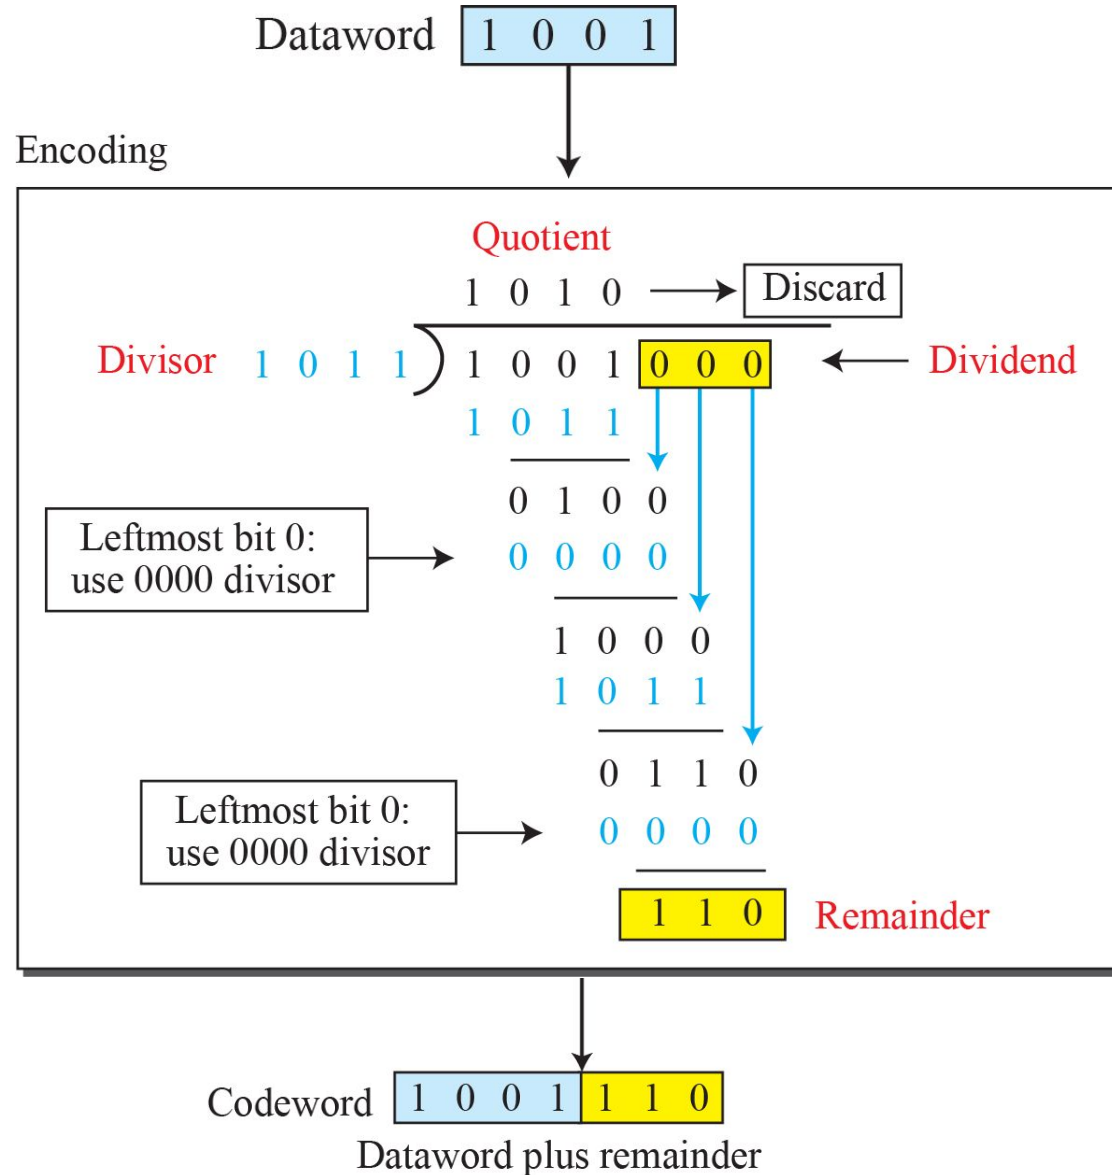 Dataword 1 0 0 1
Encoding
Quotient
1 0 1 0 Discard
Divisor 1 0 1 1 1 0 0 1 0 0 0 Dividend
1 0 1 1
0 1 0 0
Leftmost bit 0:
use 0000 divisor
0 0 0 0
1 0 0 0
1 0 1 1
0 1 1 0
Leftmost bit 0:
use 0000 divisor
0 0 0 0
1 1 0 Remainder
Codeword 1 0 0 1 1 1 0
Dataword plus remainder